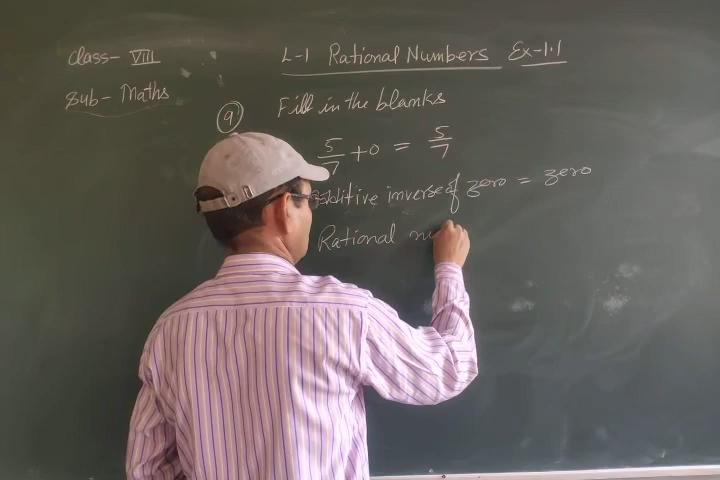 Class- VIII
Sub- Maths
L-1 Rational Numbers Ex-1.1
9 Fill in the blanks
5/7 + 0 = 5/7
Additive inverse of zero = zero
Rational